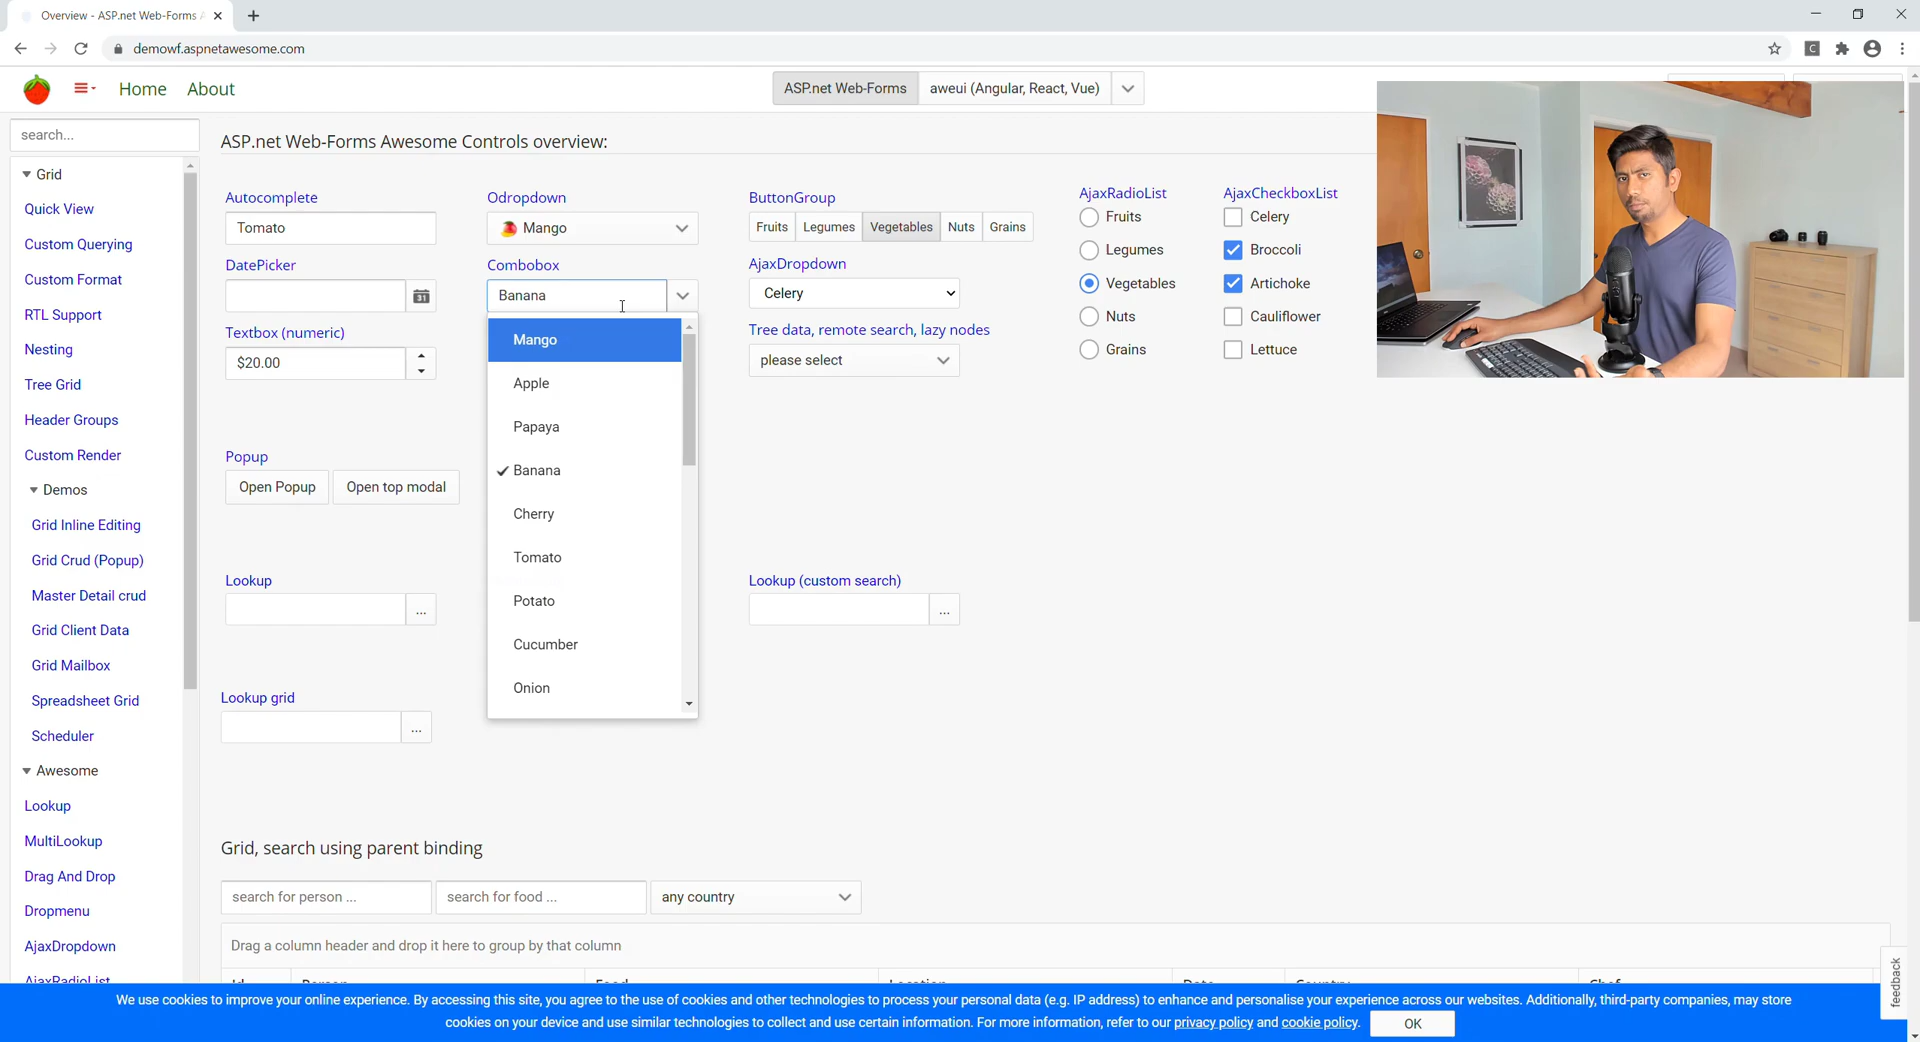 Overview - ASP.net Web-Forms
demowf.aspnetawesome.com
C
Home About
ASP.net Web-Forms aweui (Angular, React, Vue)
search...
ASP.net Web-Forms Awesome Controls overview:
Grid
Quick View
Custom Querying
Custom Format
RTL Support
Nesting
Tree Grid
Header Groups
Custom Render
Demos
Grid Inline Editing
Grid Crud (Popup)
Master Detail crud
Grid Client Data
Grid Mailbox
Spreadsheet Grid
Scheduler
Awesome
Lookup
MultiLookup
Drag And Drop
Dropmenu
AjaxDropdown
AjaxRadioList
Autocomplete
Tomato
DatePicker
31
Textbox (numeric)
$20.00
Popup
Open Popup Open top modal
Lookup
...
Lookup grid
...
Odropdown
Mango
Combobox
Banana
Mango
Apple
Papaya
Banana
Cherry
Tomato
Potato
Cucumber
Onion
ButtonGroup
Fruits Legumes Vegetables Nuts Grains
AjaxDropdown
Celery
Tree data, remote search, lazy nodes
please select
Lookup (custom search)
...
AjaxRadioList
Fruits
Legumes
Vegetables
Nuts
Grains
AjaxCheckboxList
Celery
Broccoli
Artichoke
Cauliflower
Lettuce
Grid, search using parent binding
search for person ... search for food ... any country
Drag a column header and drop it here to group by that column
Id Person Food Location Date Country Chef
feedback
We use cookies to improve your online experience. By accessing this site, you agree to the use of cookies and other technologies to process your personal data (e.g. IP address) to enhance and personalise your experience across our websites. Additionally, third-party companies, may store
cookies on your device and use similar technologies to collect and use certain information. For more information, refer to our privacy policy and cookie policy. OK